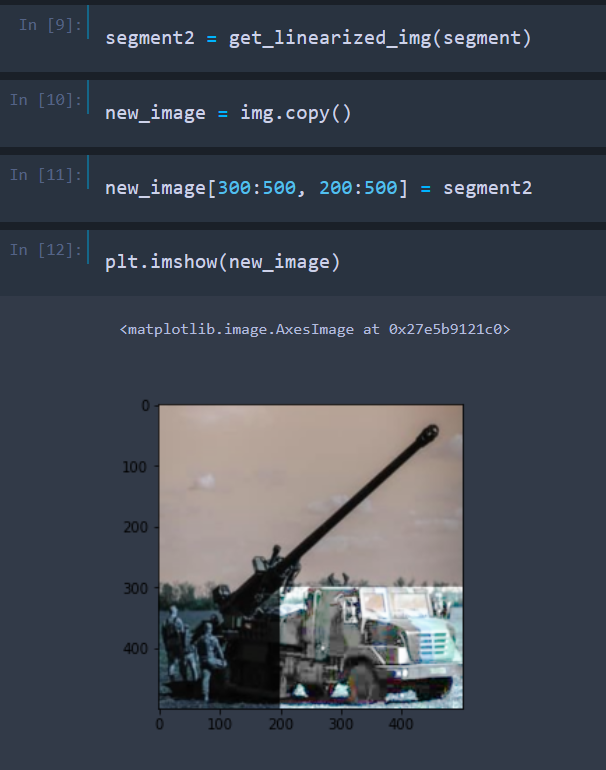 In [9]:
segment2 = get_linearized_img(segment)
In [10]:
new_image = img.copy()
In [11]:
new_image[300:500, 200:500] = segment2
In [12]:
plt.imshow(new_image)
<matplotlib.image.AxesImage at 0x27e5b9121c0>
0
100
200
300
400
0 100 200 300 400